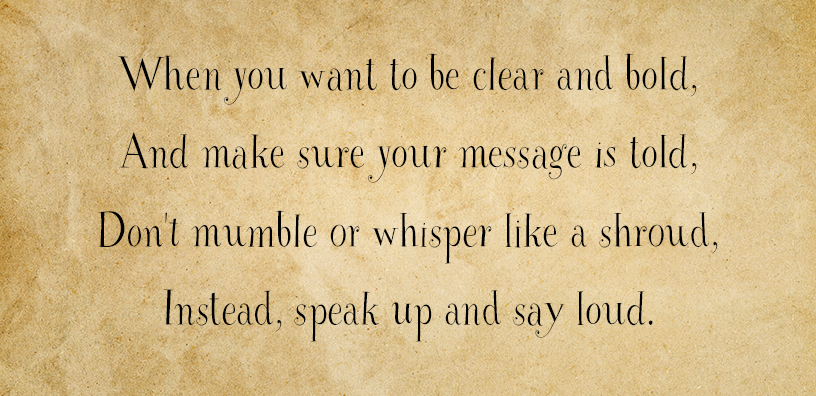 When you want to be clear and bold,
And make sure your message is told,
Don't mumble or whisper like a shroud,
Instead, speak up and say loud.